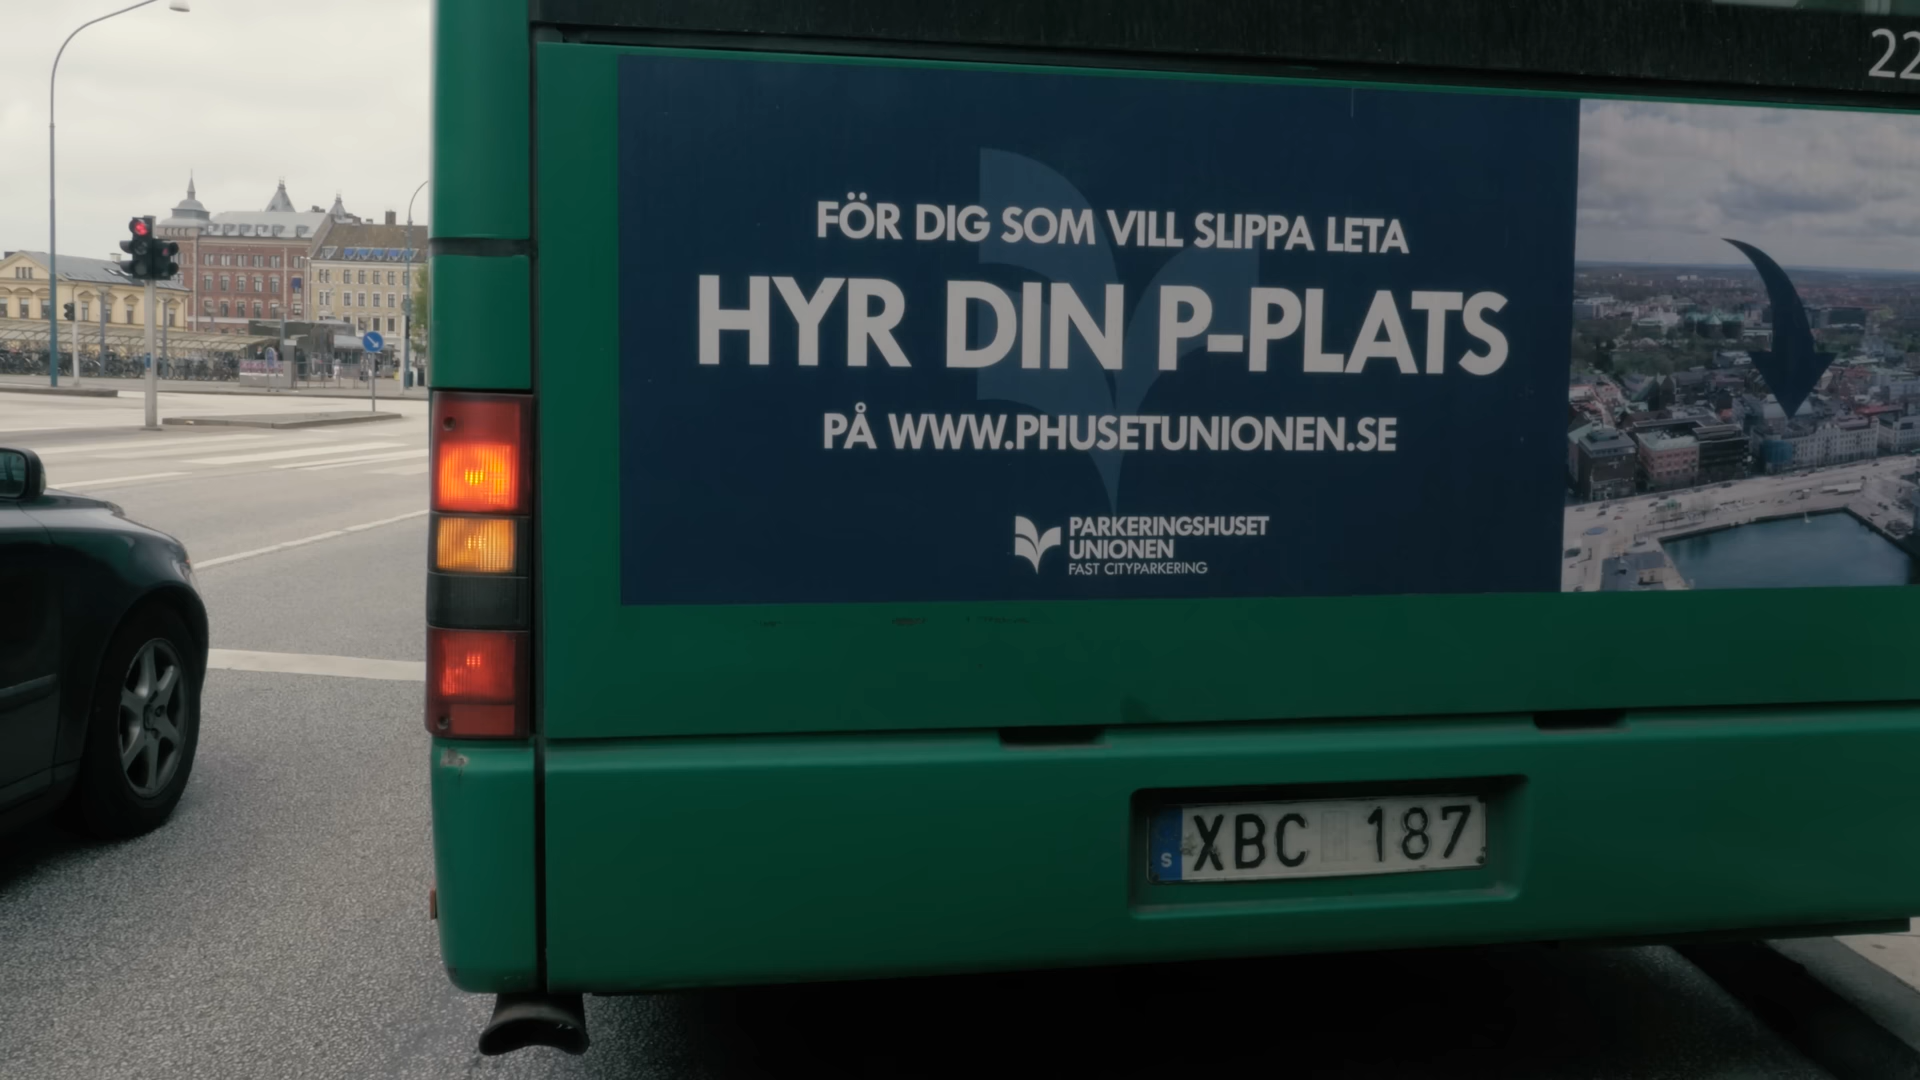 22
FÖR DIG SOM VILL SLIPPA LETA
HYR DIN P-PLATS
PÅ WWW.PHUSETUNIONEN.SE
PARKERINGSHUSET
UNIONEN
FAST CITYPARKERING
S XBC 187